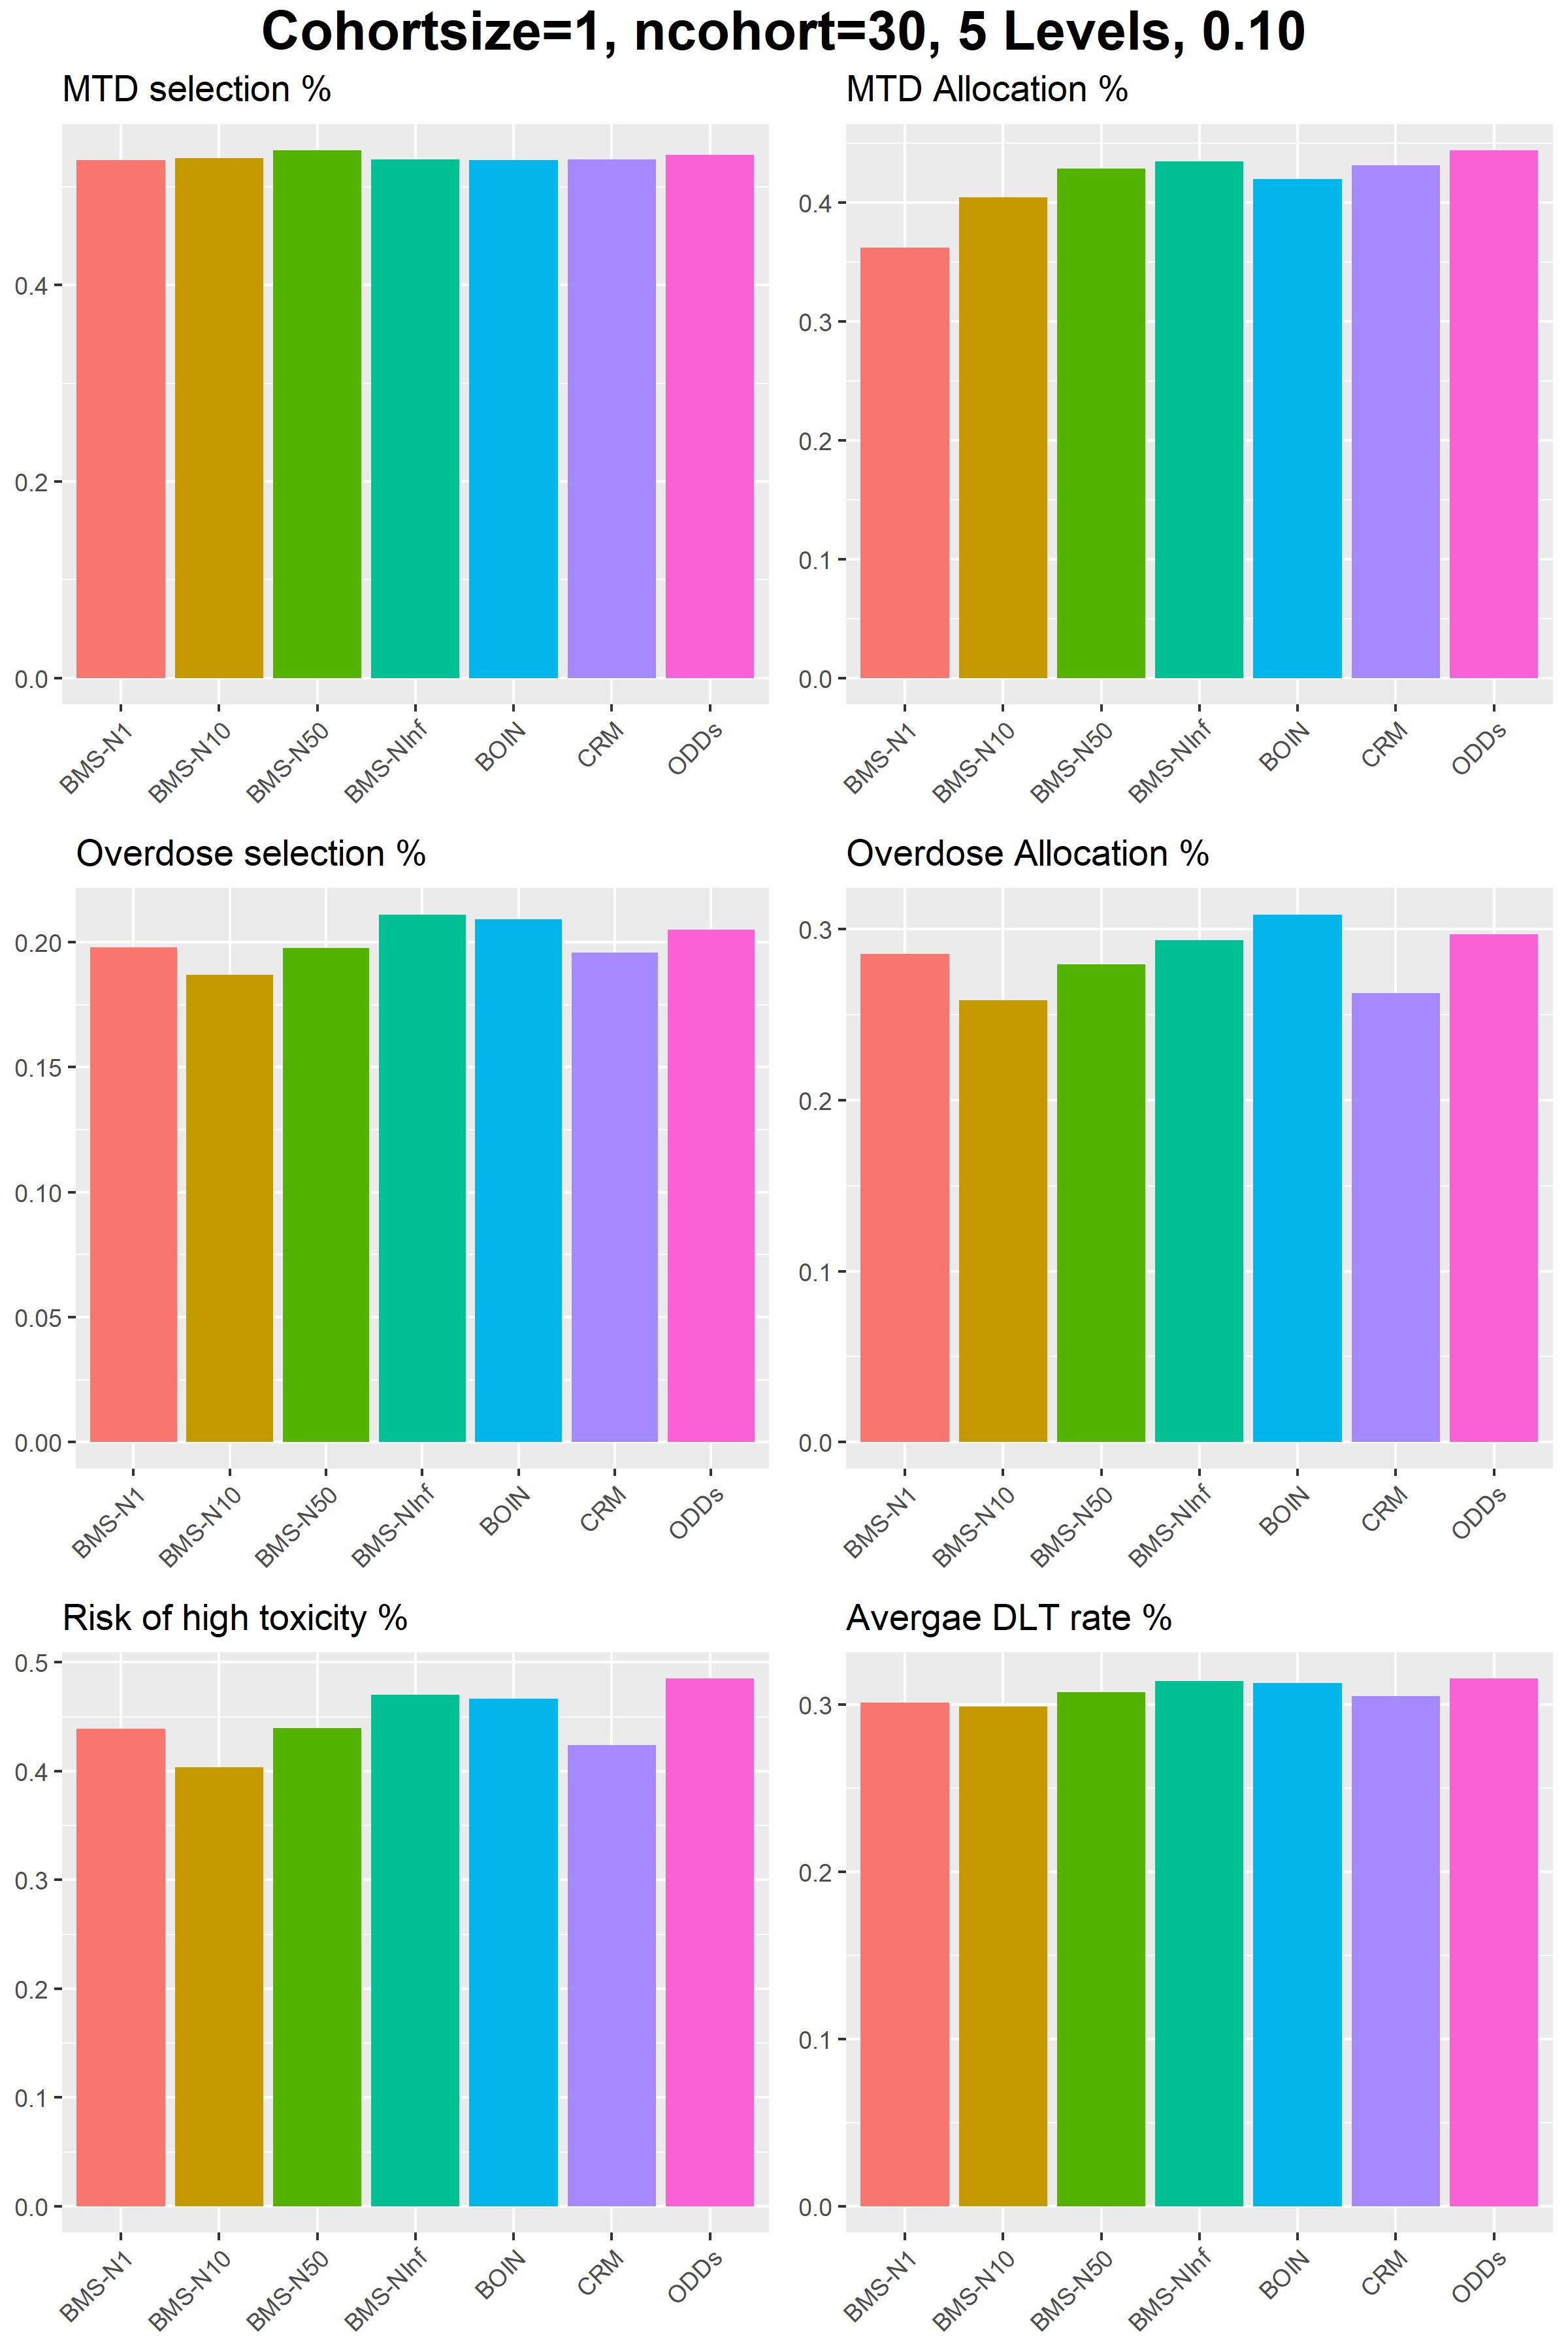 Cohortsize=1, ncohort=30, 5 Levels, 0.10
MTD selection %
0.4
0.2
0.0
BMS-N1
BMS-N10
BMS-N50
BMS-NInf
BOIN
CRM
ODDs
MTD Allocation %
0.4
0.3
0.2
0.1
0.0
BMS-N1
BMS-N10
BMS-N50
BMS-NInf
BOIN
CRM
ODDs
Overdose selection %
0.20
0.15
0.10
0.05
0.00
BMS-N1
BMS-N10
BMS-N50
BMS-NInf
BOIN
CRM
ODDs
Overdose Allocation %
0.3
0.2
0.1
0.0
BMS-N1
BMS-N10
BMS-N50
BMS-NInf
BOIN
CRM
ODDs
Risk of high toxicity %
0.5
0.4
0.3
0.2
0.1
0.0
BMS-N1
BMS-N10
BMS-N50
BMS-NInf
BOIN
CRM
ODDs
Avergae DLT rate %
0.3
0.2
0.1
0.0
BMS-N1
BMS-N10
BMS-N50
BMS-NInf
BOIN
CRM
ODDs